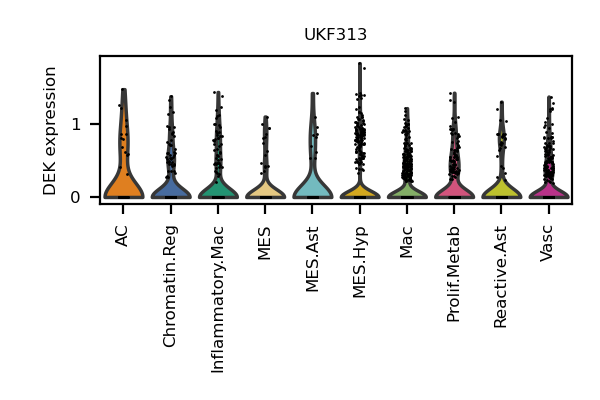 UKF313
DEK expression
1
0
AC
Chromatin.Reg
Inflammatory.Mac
MES
MES.Ast
MES.Hyp
Mac
Prolif.Metab
Reactive.Ast
Vasc